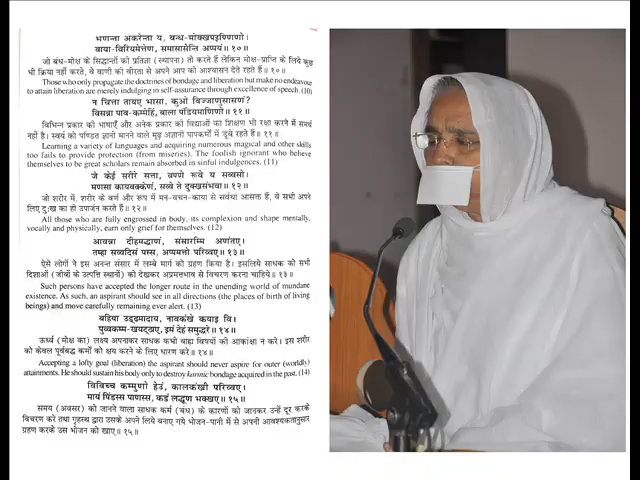 भणन्ता अकरेन्ता य, बन्ध-मोक्खपइण्णिणो।
वाया-विरियमेत्तेण, समासासेन्ति अप्पयं ॥१०॥
जो बंध-मोक्ष के सिद्धान्तों की प्रतिज्ञा (स्थापना) तो करते हैं लेकिन मोक्ष-प्राप्ति के लिये कुछ
भी क्रिया नहीं करते, वे वाणी की वीरता से अपने आप को आश्वासन देते रहते हैं॥१०॥
Those who only propagate the doctrines of bondage and liberation but make no endeavour
to attain liberation are merely indulging in self-assurance through excellence of speech. (10)
न चित्ता तायए भासा, कुओ विज्जाणुसासणं?
विसन्ना पाव-कम्मेहिं, बाला पंडियमाणिणो ॥११॥
विभिन्न प्रकार की भाषाएँ और अनेक प्रकार की विद्याओं का शिक्षण भी रक्षा करने में समर्थ
नहीं है। स्वयं को पण्डित ज्ञानी मानने वाले मूढ़ अज्ञानी पापकर्मों में डूबे रहते हैं॥११॥
Learning a variety of languages and acquiring numerous magical and other skills
too fails to provide protection (from miseries). The foolish ignorant who believe
themselves to be great scholars remain absorbed in sinful indulgences. (11)
जे केई सरीरे सत्ता, वण्णे रूवे य सव्वसो।
मणसा कायवक्केणं, सव्वे ते दुक्खसंभवा॥१२॥
जो शरीर में, शरीर के वर्ण और रूप में मन-वचन-काया से सर्वथा आसक्त हैं, वे सभी अपने
लिए दुःख का ही उपार्जन करते हैं॥१२॥
All those who are fully engrossed in body, its complexion and shape mentally,
vocally and physically, earn only grief for themselves. (12)
आवन्ना दीहमद्धाणं, संसारम्मि अणंतए।
तम्हा सव्वदिसं पस्स, अप्पमत्तो परिव्वए॥१३॥
ऐसे लोगों ने इस अनन्त संसार में लम्बे मार्ग को ग्रहण किया है। इसलिये साधक को सभी
दिशाओं (जीवों के उत्पत्ति स्थानों) को देखकर अप्रमत्तभाव से विचरण करना चाहिये॥१३॥
Such persons have accepted the longer route in the unending world of mundane
existence. As such, an aspirant should see in all directions (the places of birth of living
beings) and move carefully remaining ever alert. (13)
बहिया उड्ढमादाय, नावकंखे कयाइ वि।
पुव्वकम्म-खयट्ठाए, इमं देहं समुद्धरे॥१४॥
ऊर्ध्व (मोक्ष का) लक्ष्य अपनाकर साधक कभी बाह्य विषयों की आकांक्षा न करे। इस शरीर
को केवल पूर्वबद्ध कर्मों को क्षय करने के लिए धारण करे॥१४॥
Accepting a lofty goal (liberation) the aspirant should never aspire for outer (worldly)
attainments. He should sustain his body only to destroy karmic bondage acquired in the past. (14)
विविच्च कम्मुणो हेउं, कालकंखी परिव्वए।
मायं पिंडस्स पाणस्स, कडं लद्धूण भक्खए॥१५॥
समय (अवसर) को जानने वाला साधक कर्म (बंध) के कारणों को जानकर उन्हें दूर करके
विचरण करे तथा गृहस्थ द्वारा उसके अपने लिये बनाए गये भोजन-पानी में से अपनी आवश्यकतानुसार
ग्रहण करके उस भोजन को खाए॥१५॥